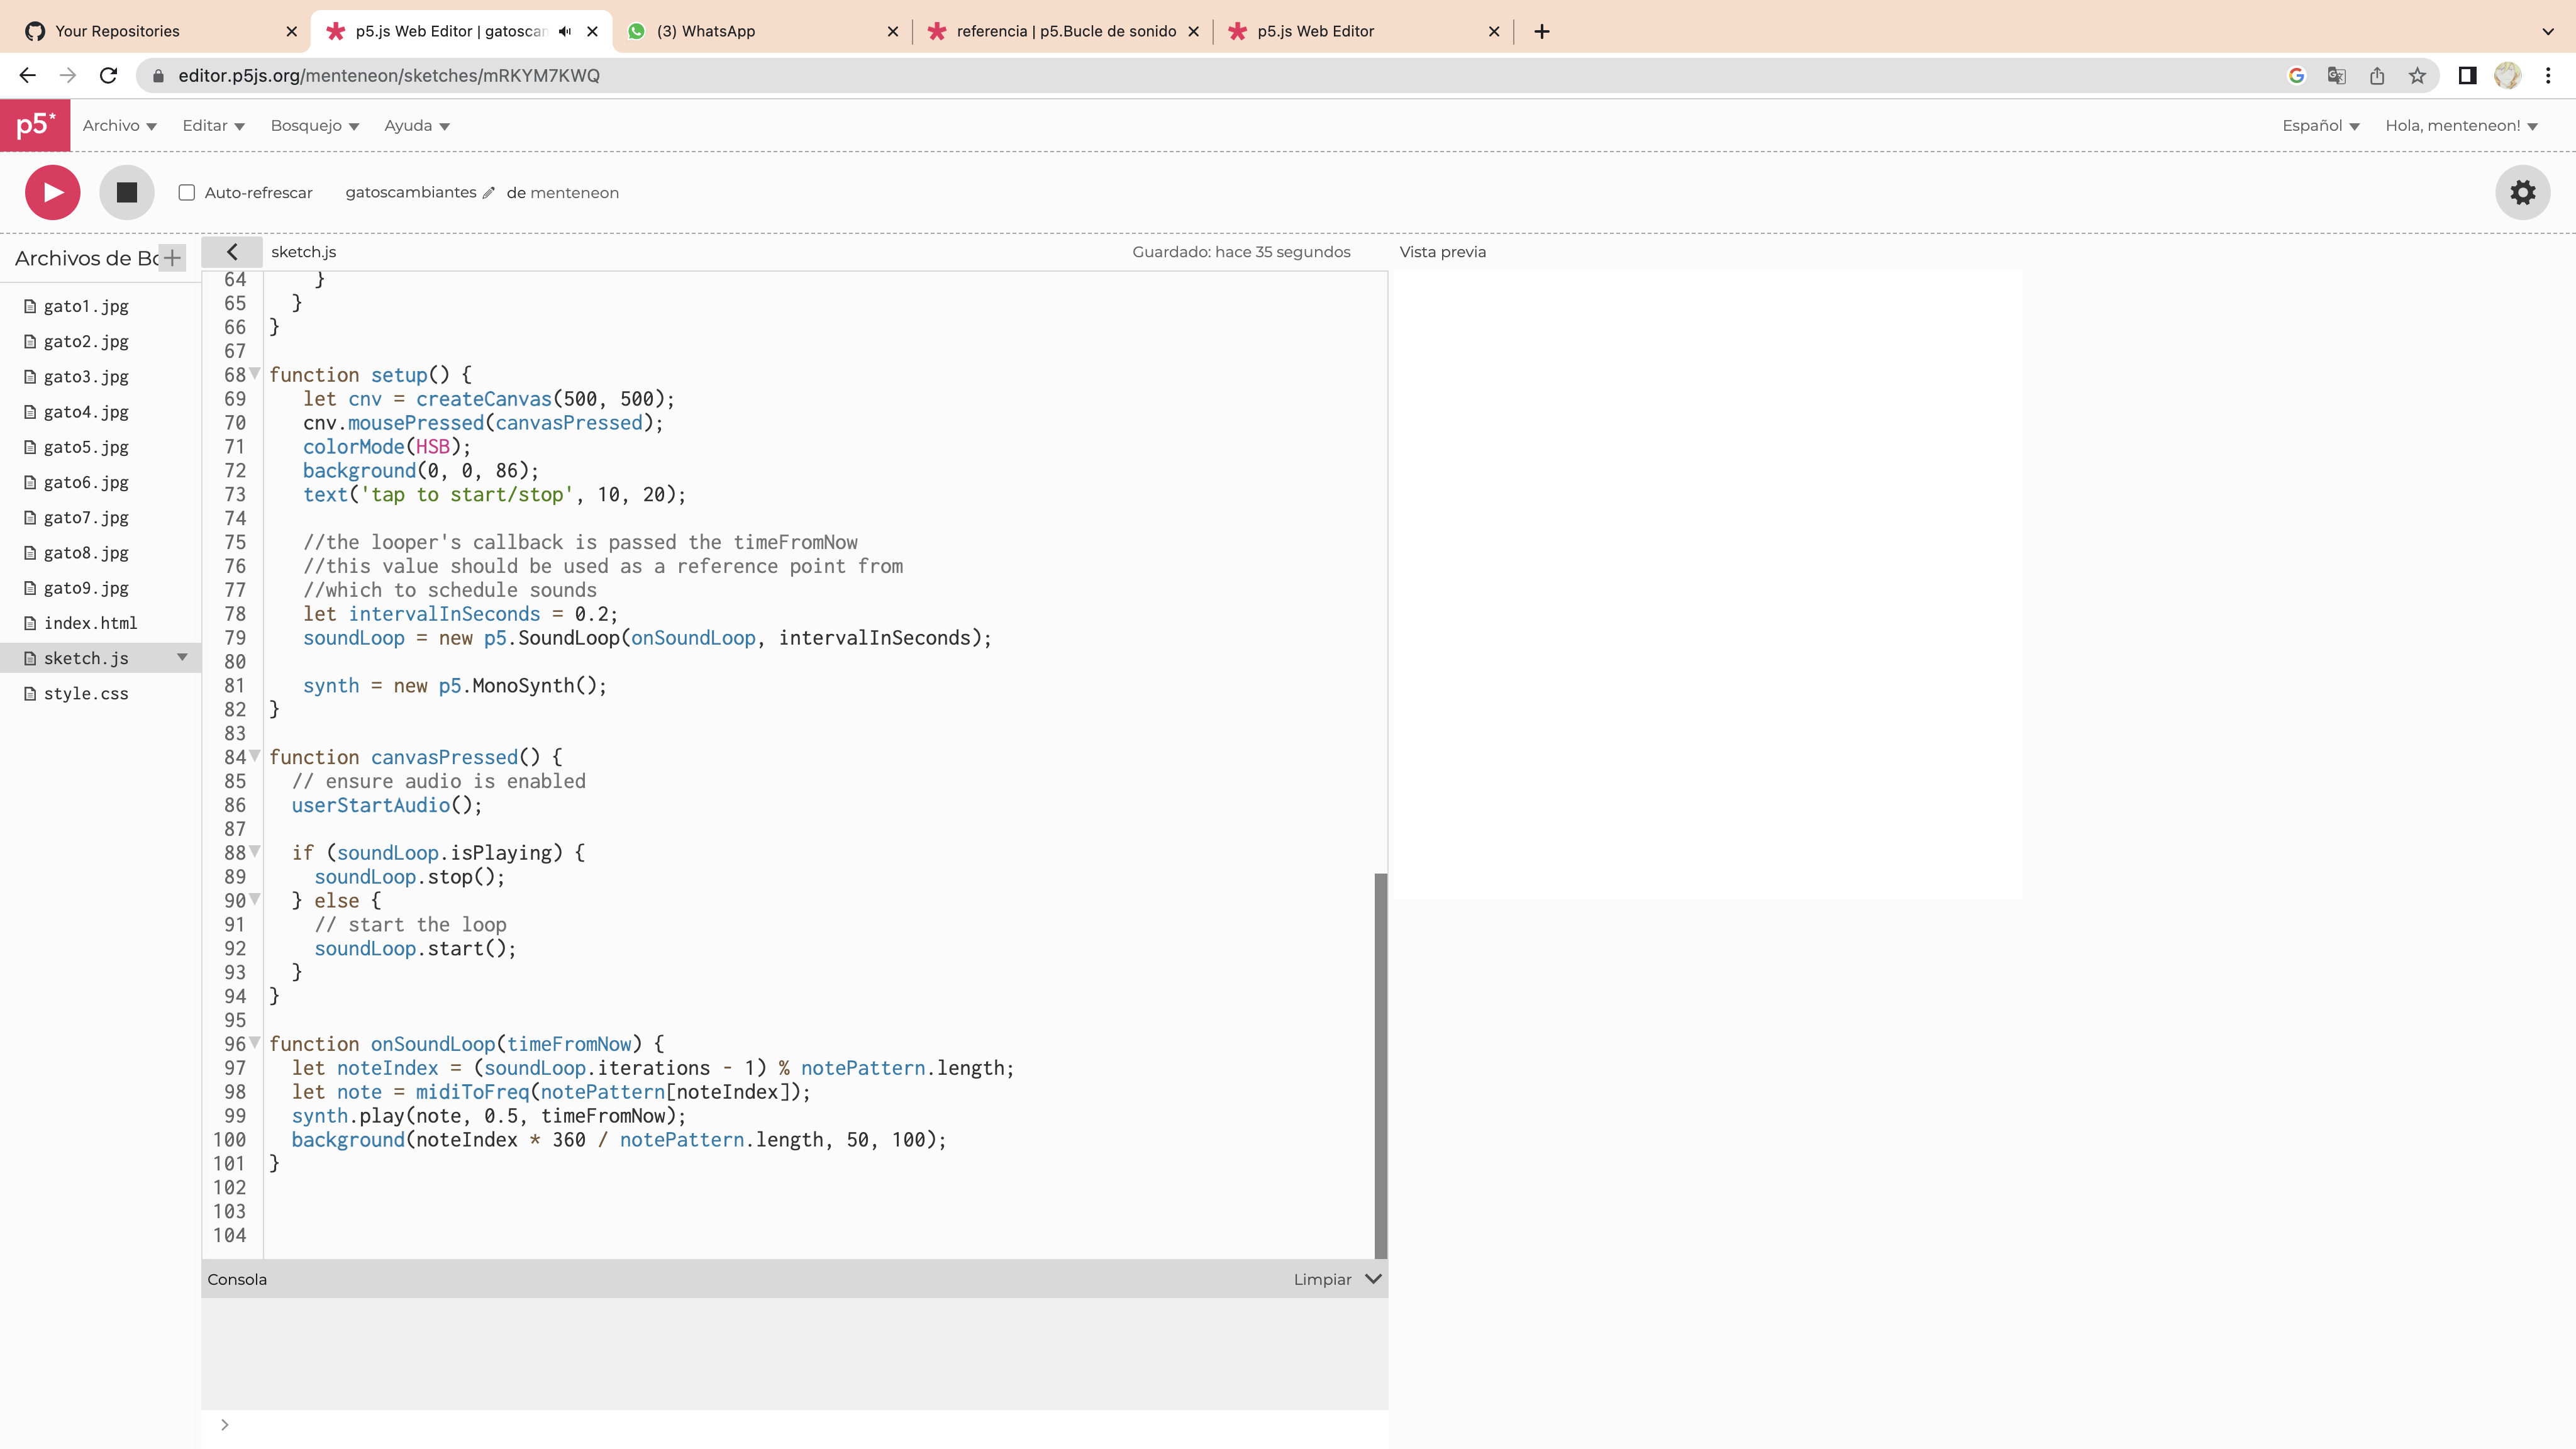 Your Repositories
p5.js Web Editor | gatoscan
(3) WhatsApp
referencia | p5.Bucle de sonido
p5.js Web Editor
editor.p5js.org/menteneon/sketches/mRKYM7KWQ
p5*
Archivo
Editar
Bosquejo
Ayuda
Español
Hola, menteneon!
Auto-refrescar
gatoscambiantes
de menteneon
Archivos de Bo
sketch.js
Guardado: hace 35 segundos
Vista previa
gato1.jpg
gato2.jpg
gato3.jpg
gato4.jpg
gato5.jpg
gato6.jpg
gato7.jpg
gato8.jpg
gato9.jpg
index.html
sketch.js
style.css
64 }
65 }
66 }
67
68 function setup() {
69 let cnv = createCanvas(500, 500);
70 cnv.mousePressed(canvasPressed);
71 colorMode(HSB);
72 background(0, 0, 86);
73 text('tap to start/stop', 10, 20);
74
75 //the looper's callback is passed the timeFromNow
76 //this value should be used as a reference point from
77 //which to schedule sounds
78 let intervalInSeconds = 0.2;
79 soundLoop = new p5.SoundLoop(onSoundLoop, intervalInSeconds);
80
81 synth = new p5.MonoSynth();
82 }
83
84 function canvasPressed() {
85 // ensure audio is enabled
86 userStartAudio();
87
88 if (soundLoop.isPlaying) {
89 soundLoop.stop();
90 } else {
91 // start the loop
92 soundLoop.start();
93 }
94 }
95
96 function onSoundLoop(timeFromNow) {
97 let noteIndex = (soundLoop.iterations - 1) % notePattern.length;
98 let note = midiToFreq(notePattern[noteIndex]);
99 synth.play(note, 0.5, timeFromNow);
100 background(noteIndex * 360 / notePattern.length, 50, 100);
101 }
102
103
104
Consola
Limpiar
>